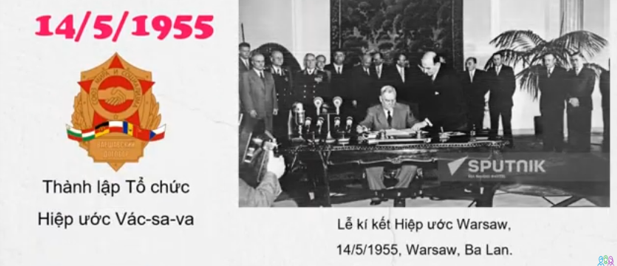 14/5/1955
SPUTNIK
Thành lập Tổ chức
Hiệp ước Vác-sa-va
Lễ kí kết Hiệp ước Warsaw,
14/5/1955, Warsaw, Ba Lan.